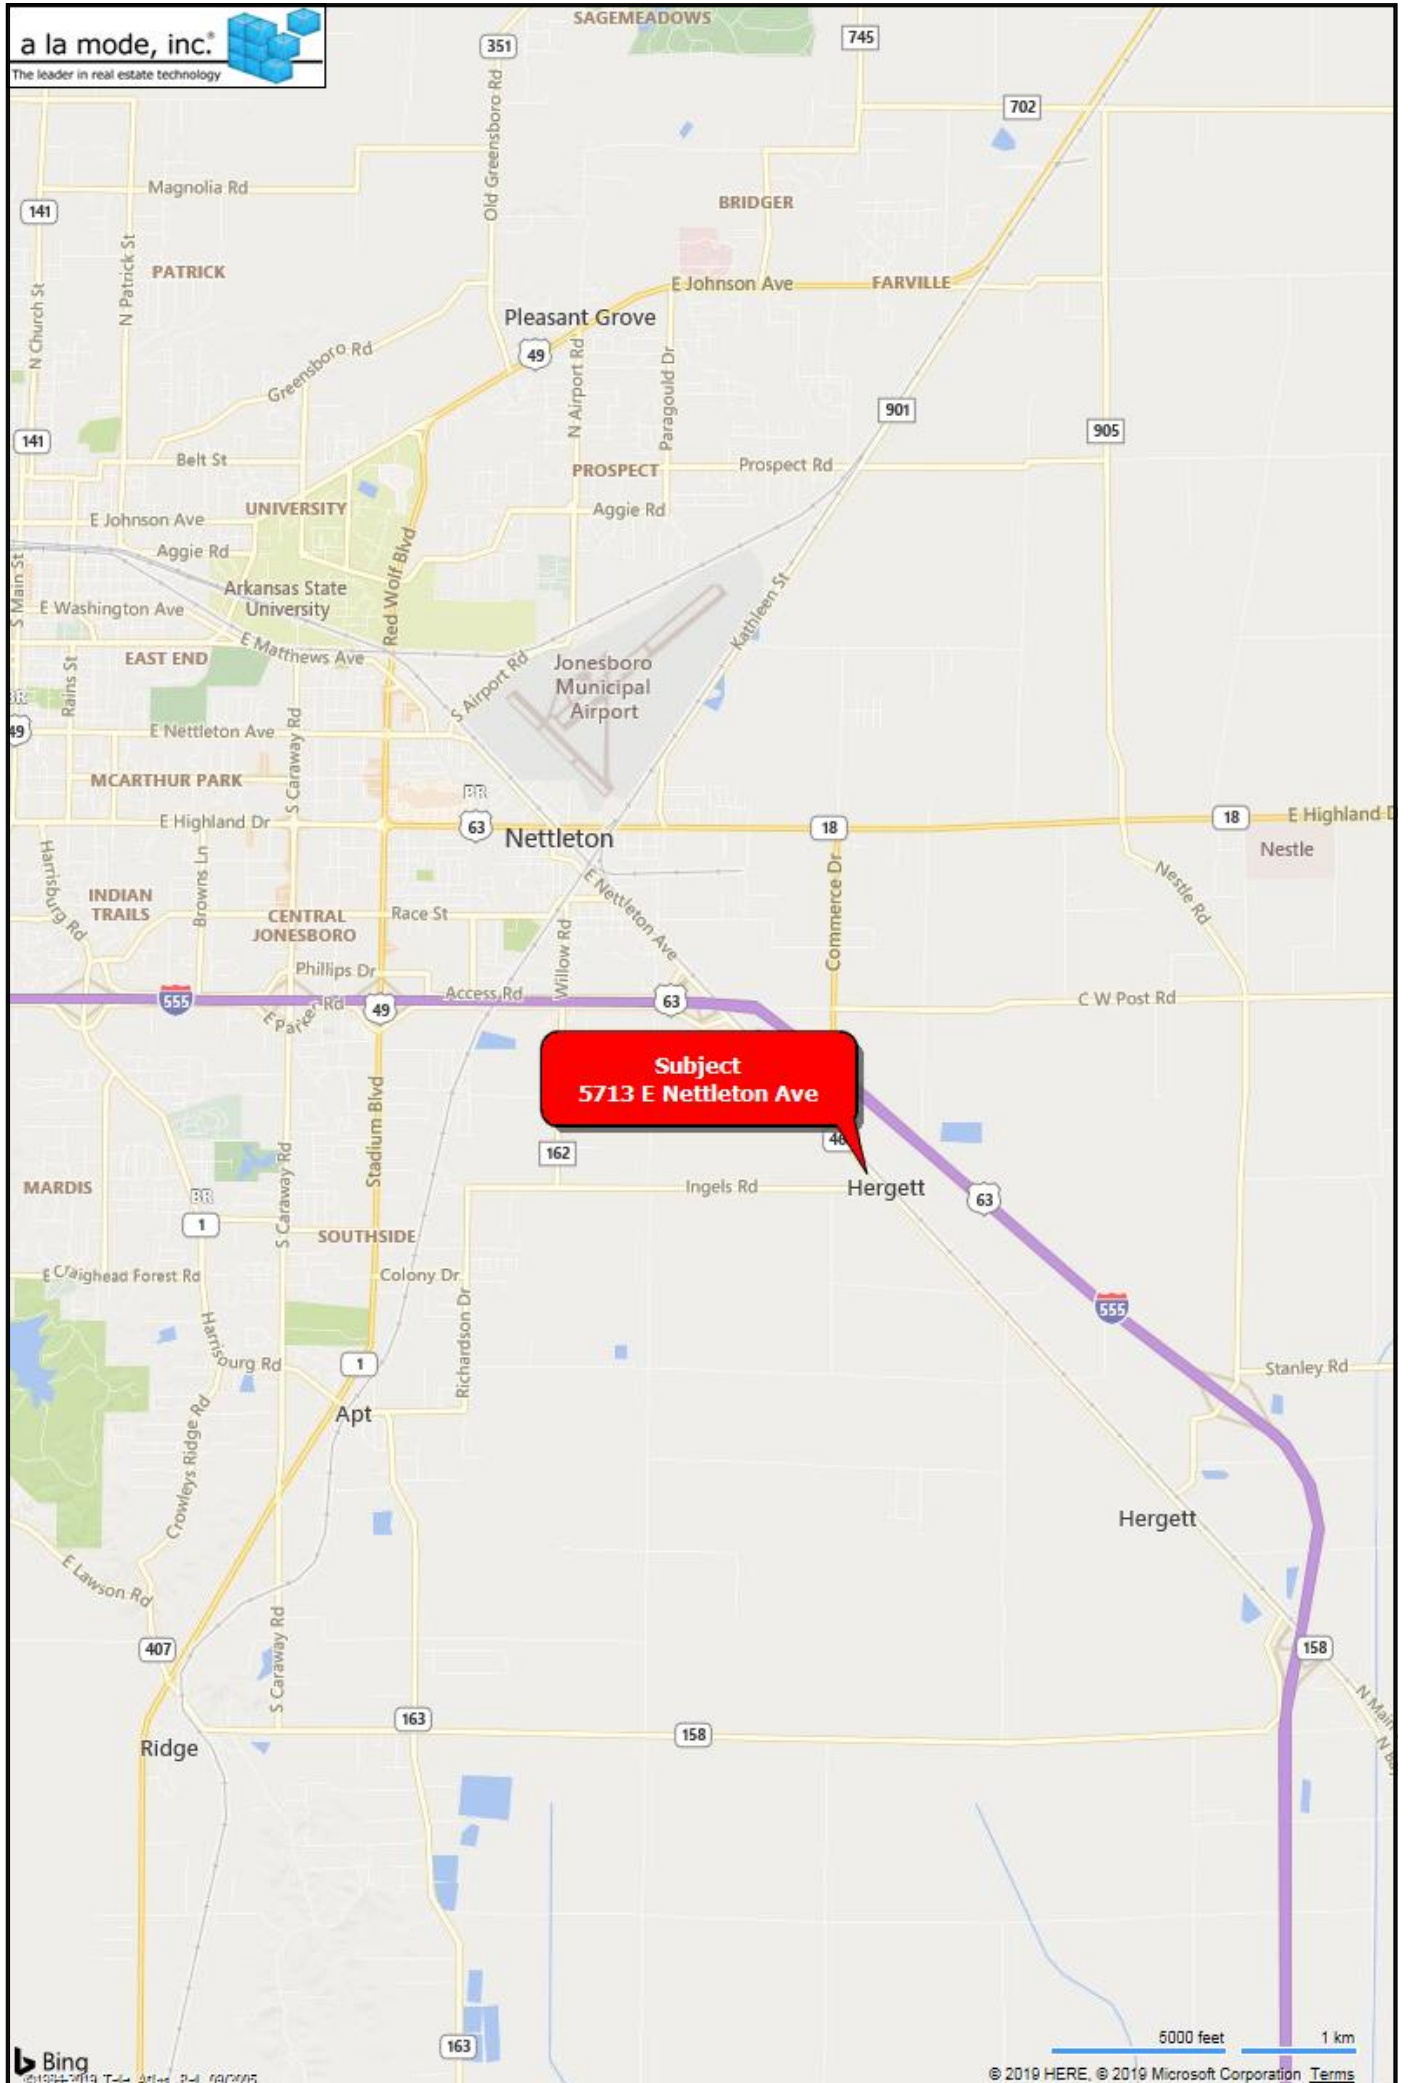 a la mode, inc.®
The leader in real estate technology
SAGEMEADOWS
351
745
702
Old Greensboro Rd
Magnolia Rd
141
BRIDGER
N Patrick St
PATRICK
N Church St
E Johnson Ave
FARVILLE
Pleasant Grove
49
Greensboro Rd
N Airport Rd
Paragould Dr
901
905
141
Belt St
PROSPECT
Prospect Rd
UNIVERSITY
Aggie Rd
E Johnson Ave
Aggie Rd
Red Wolf Blvd
S Main St
Arkansas State
University
E Washington Ave
Kathleen St
E Matthews Ave
EAST END
Rains St
S Airport Rd
Jonesboro
Municipal
Airport
BR
49
E Nettleton Ave
S Caraway Rd
MCARTHUR PARK
BR
63
E Highland Dr
Nettleton
18
18
E Highland D
Nestle
Harrisburg Rd
Browns Ln
INDIAN
TRAILS
CENTRAL
JONESBORO
Race St
E Nettleton Ave
Willow Rd
Commerce Dr
Nestle Rd
Phillips Dr
Access Rd
555
E Parker Rd
49
63
C W Post Rd
Subject
5713 E Nettleton Ave
Stadium Blvd
S Caraway Rd
162
46
MARDIS
BR
1
Ingels Rd
Hergett
63
SOUTHSIDE
E Craighead Forest Rd
Colony Dr
Richardson Dr
555
Harrisburg Rd
1
Stanley Rd
Apt
Crowleys Ridge Rd
Hergett
E Lawson Rd
S Caraway Rd
407
158
N Main
163
158
Ridge
163
5000 feet
1 km
Bing
© 2019 HERE, © 2019 Microsoft Corporation Terms